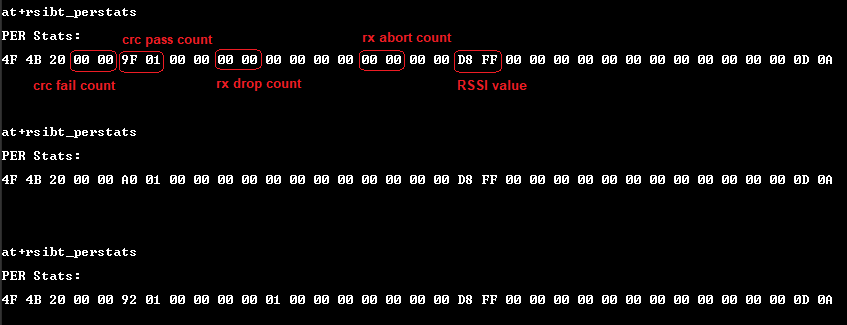 at+rsibt_perstats
PER Stats:
crc pass count
rx abort count
4F 4B 20 00 00 9F 01 00 00 00 00 00 00 00 00 00 00 00 00 D8 FF 00 00 00 00 00 00 00 00 00 00 00 00 0D 0A
crc fail count
rx drop count
RSSI value
at+rsibt_perstats
PER Stats:
4F 4B 20 00 00 A0 01 00 00 00 00 00 00 00 00 00 00 00 00 D8 FF 00 00 00 00 00 00 00 00 00 00 00 00 0D 0A
at+rsibt_perstats
PER Stats:
4F 4B 20 00 00 92 01 00 00 00 00 01 00 00 00 00 00 00 00 D8 FF 00 00 00 00 00 00 00 00 00 00 00 00 0D 0A